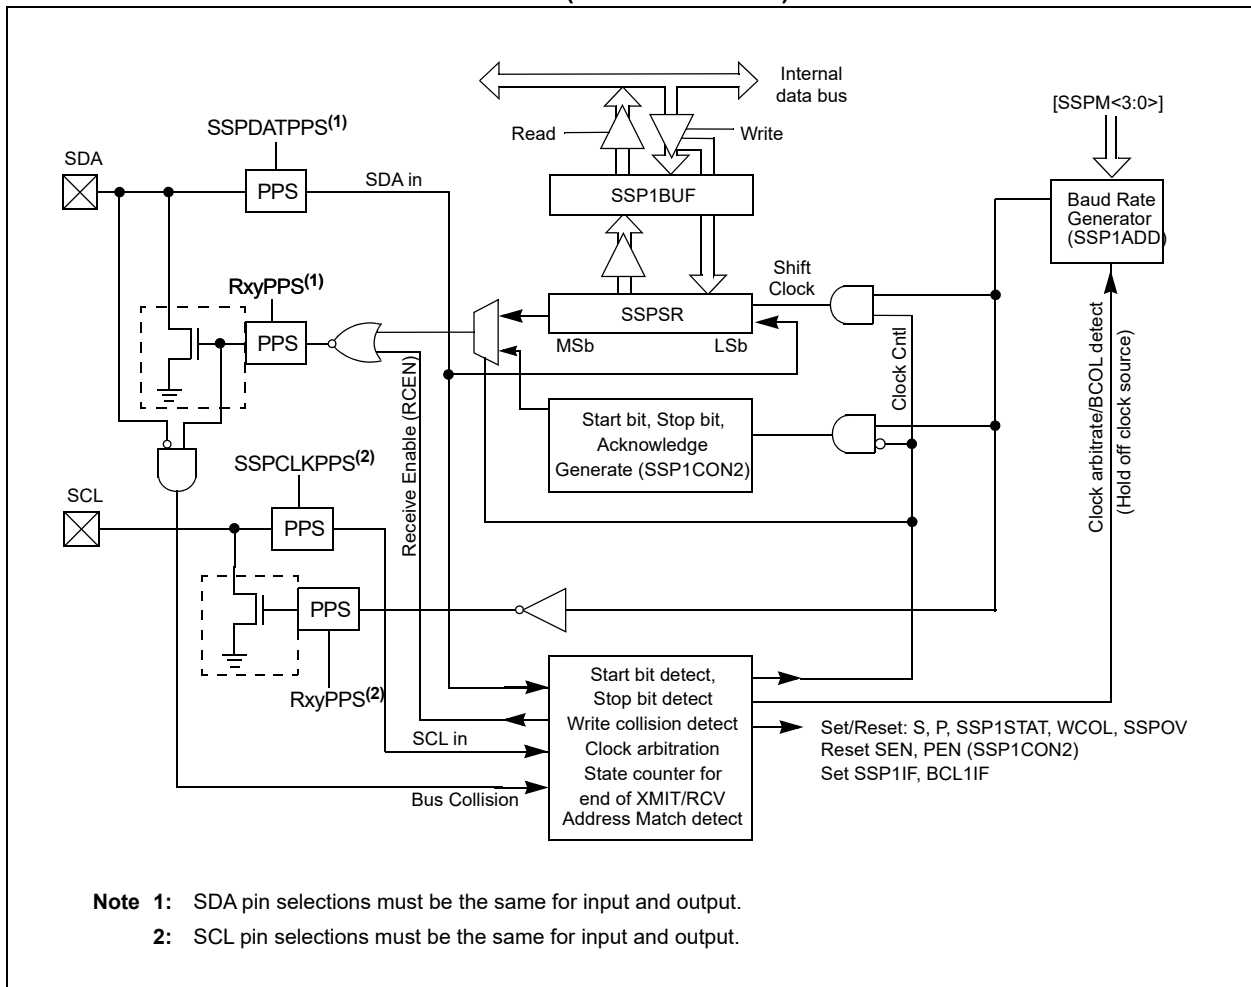 Internal
data bus
[SSPM<3:0>]
SSPDATPPS(1)
Read
Write
SDA
PPS
SDA in
SSP1BUF
Baud Rate
Generator
(SSP1ADD)
RxyPPS(1)
Shift
Clock
PPS
SSPSR
MSb
LSb
Clock Cntl
Receive Enable (RCEN)
Clock arbitrate/BCOL detect
(Hold off clock source)
Start bit, Stop bit,
Acknowledge
Generate (SSP1CON2)
SSPCLKPPS(2)
SCL
PPS
PPS
RxyPPS(2)
SCL in
Bus Collision
Start bit detect,
Stop bit detect
Write collision detect
Clock arbitration
State counter for
end of XMIT/RCV
Address Match detect
Set/Reset: S, P, SSP1STAT, WCOL, SSPOV
Reset SEN, PEN (SSP1CON2)
Set SSP1IF, BCL1IF
Note 1: SDA pin selections must be the same for input and output.
2: SCL pin selections must be the same for input and output.